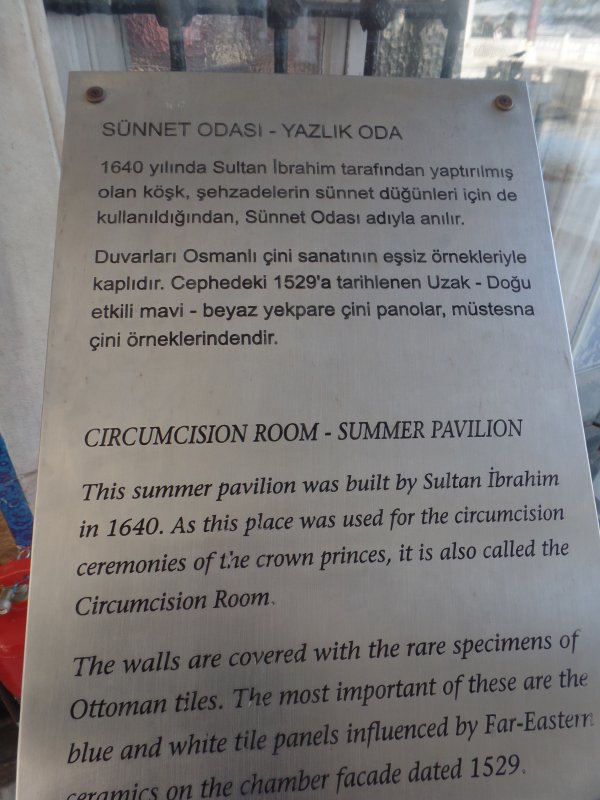 SÜNNET ODASI - YAZLIK ODA
1640 yılında Sultan İbrahim tarafından yaptırılmış
olan köşk, şehzadelerin sünnet düğünleri için de
kullanıldığından, Sünnet Odası adıyla anılır.
Duvarları Osmanlı çini sanatının eşsiz örnekleriyle
kaplıdır. Cephedeki 1529'a tarihlenen Uzak - Doğu
etkili mavi - beyaz yekpare çini panolar, müstesna
çini örneklerindendir.
CIRCUMCISION ROOM - SUMMER PAVILION
This summer pavilion was built by Sultan İbrahim
in 1640. As this place was used for the circumcision
ceremonies of the crown princes, it is also called the
Circumcision Room.
The walls are covered with the rare specimens of
Ottoman tiles. The most important of these are the
blue and white tile panels influenced by Far-Eastern
ceramics on the chamber facade dated 1529.